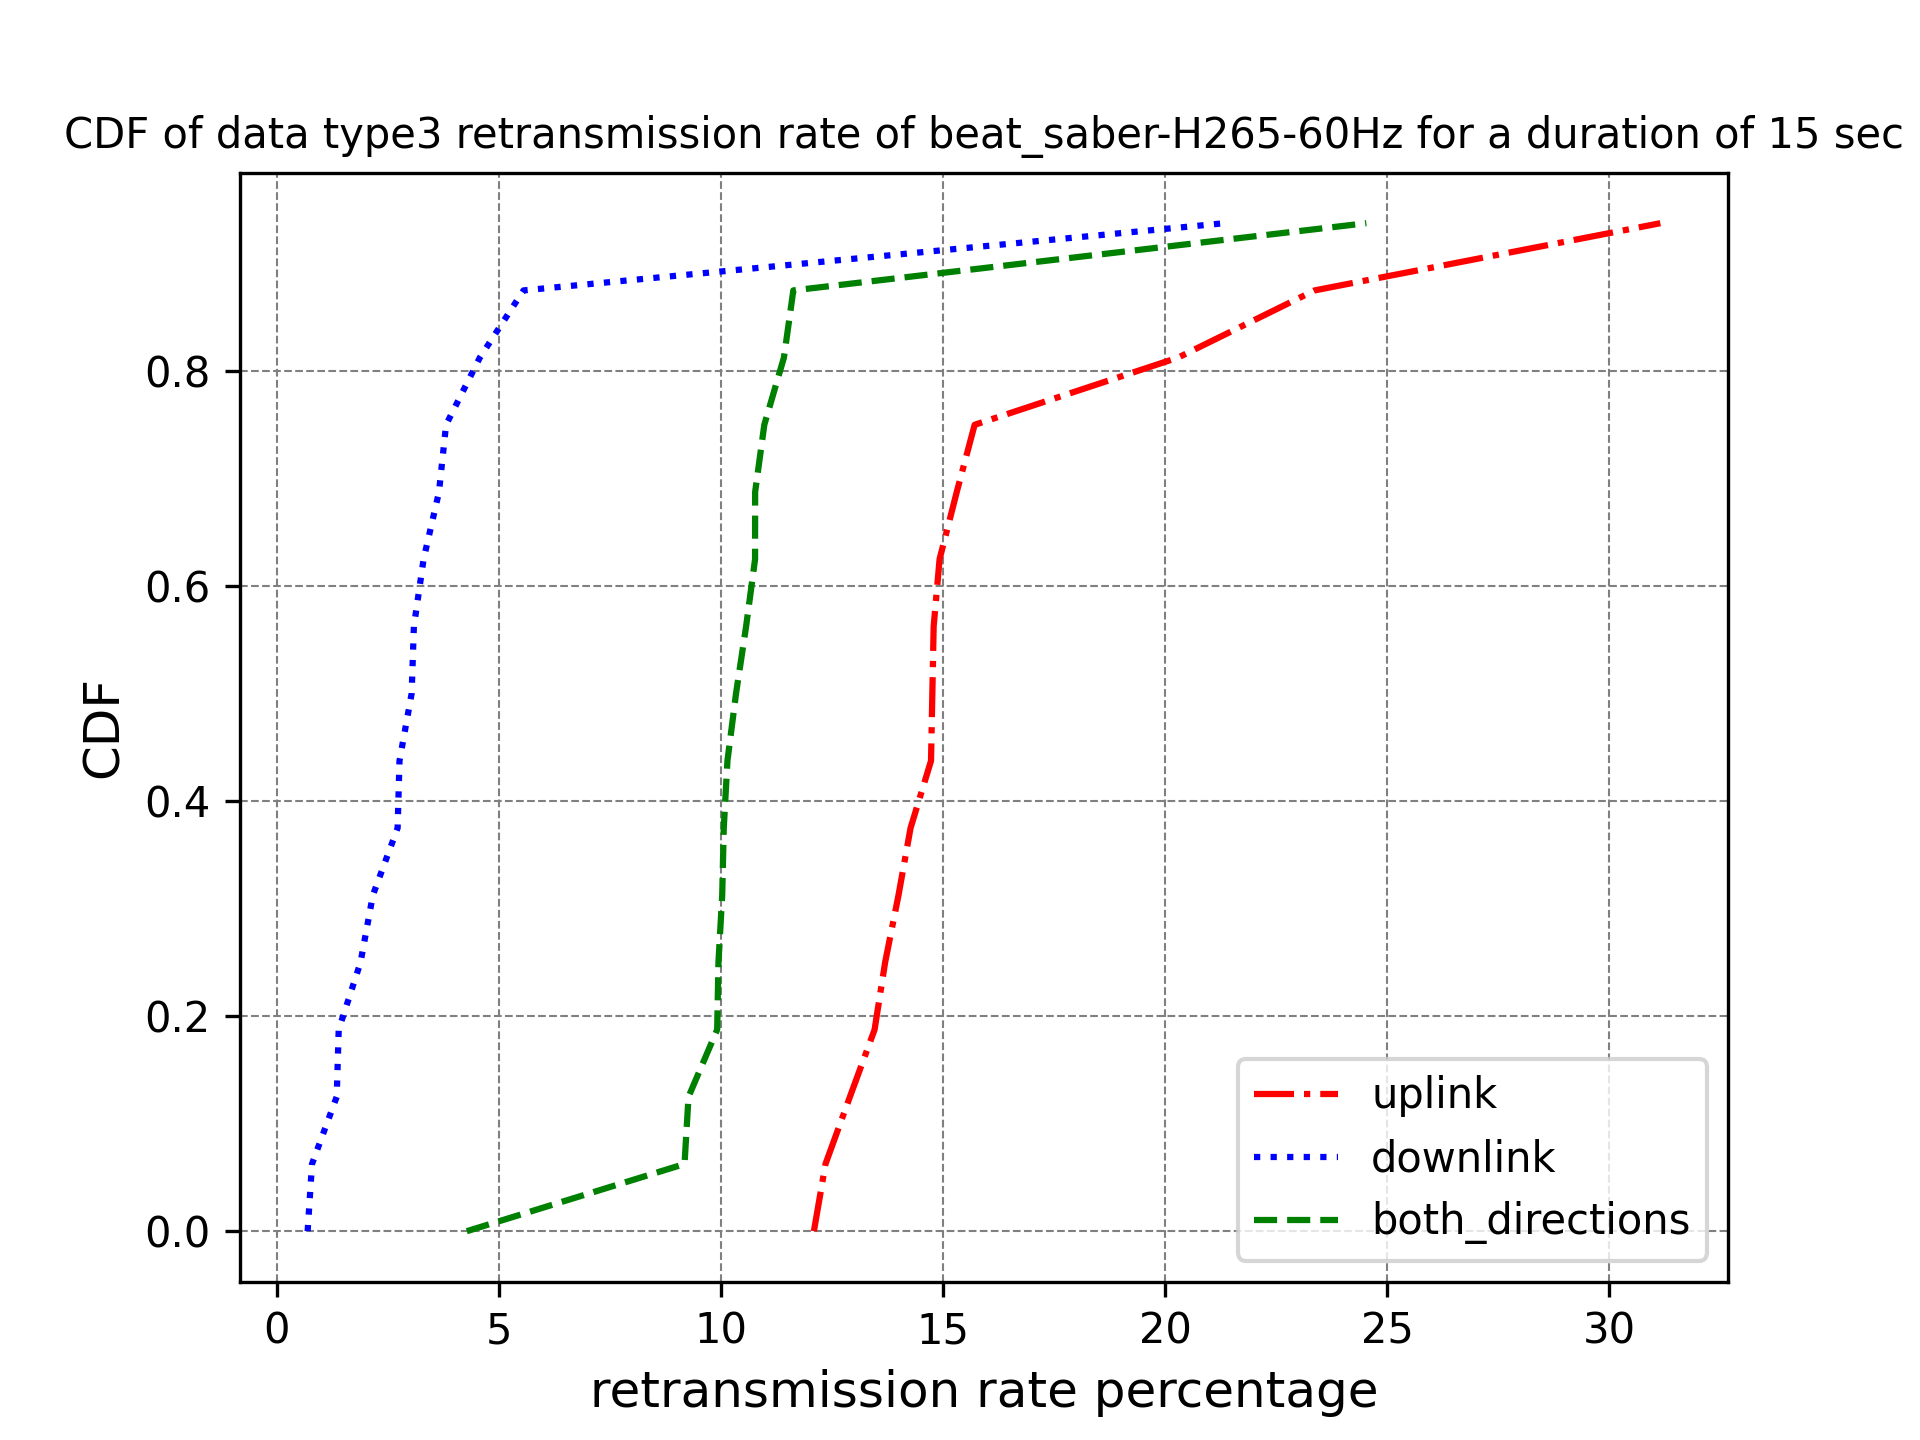 CDF of data type3 retransmission rate of beat_saber-H265-60Hz for a duration of 15 sec
CDF
0.8
0.6
0.4
0.2
0.0
0 5 10 15 20 25 30
retransmission rate percentage
uplink
downlink
both_directions